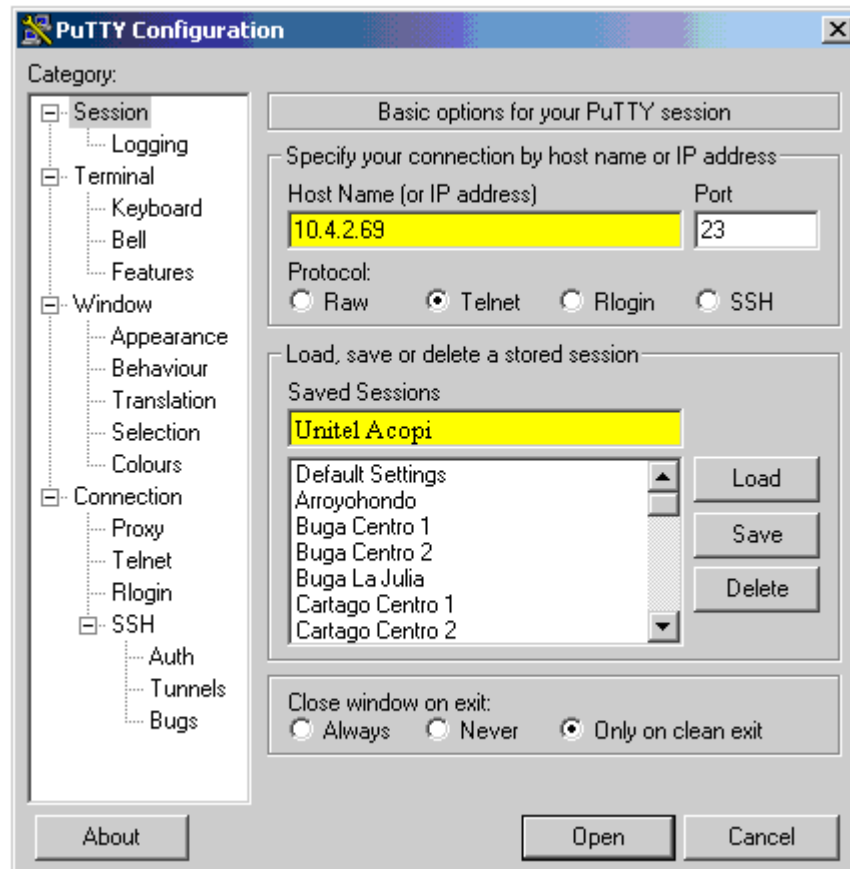 PuTTY Configuration
Category:
Session
Logging
Terminal
Keyboard
Bell
Features
Window
Appearance
Behaviour
Translation
Selection
Colours
Connection
Proxy
Telnet
Rlogin
SSH
Auth
Tunnels
Bugs
Basic options for your PuTTY session
Specify your connection by host name or IP address
Host Name (or IP address) Port
10.4.2.69 23
Protocol:
Raw Telnet Rlogin SSH
Load, save or delete a stored session
Saved Sessions
Unitel Acopi
Default Settings
Arroyohondo
Buga Centro 1
Buga Centro 2
Buga La Julia
Cartago Centro 1
Cartago Centro 2
Load
Save
Delete
Close window on exit:
Always Never Only on clean exit
About Open Cancel